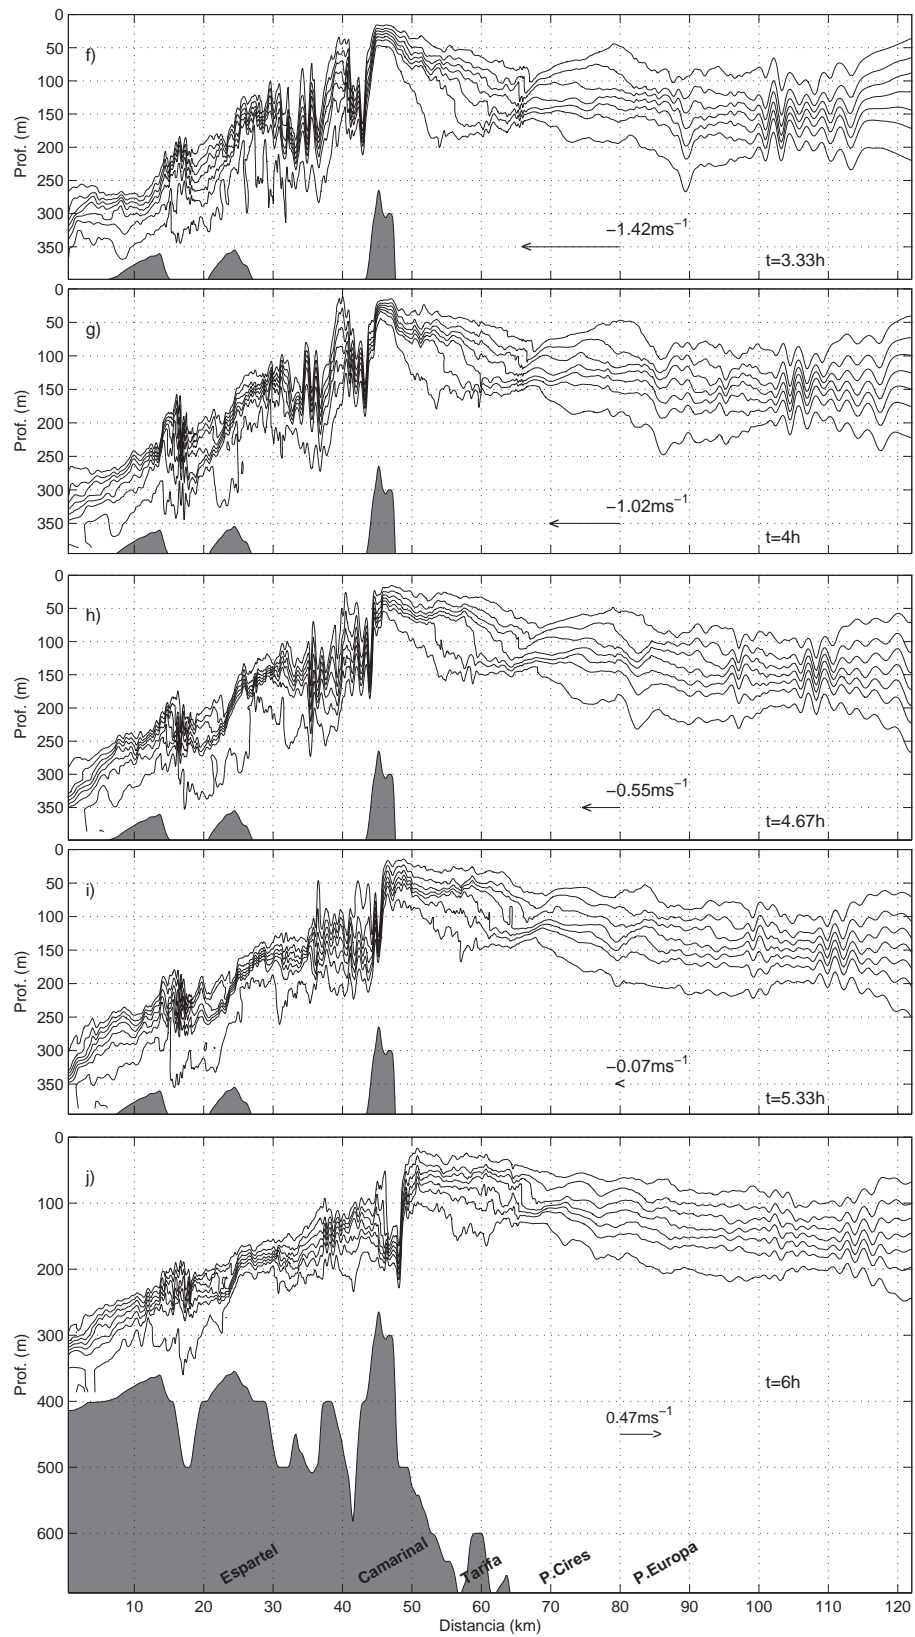 f)
0
50
100
150
200
250
300
350
Prof. (m)
−1.42ms⁻¹
t=3.33h
g)
0
50
100
150
200
250
300
350
Prof. (m)
−1.02ms⁻¹
t=4h
h)
0
50
100
150
200
250
300
350
Prof. (m)
−0.55ms⁻¹
t=4.67h
i)
0
50
100
150
200
250
300
350
Prof. (m)
−0.07ms⁻¹
t=5.33h
j)
0
100
200
300
400
500
600
Prof. (m)
t=6h
0.47ms⁻¹
Espartel
Camarinal
Tarifa
P.Cires
P.Europa
10 20 30 40 50 60 70 80 90 100 110 120
Distancia (km)